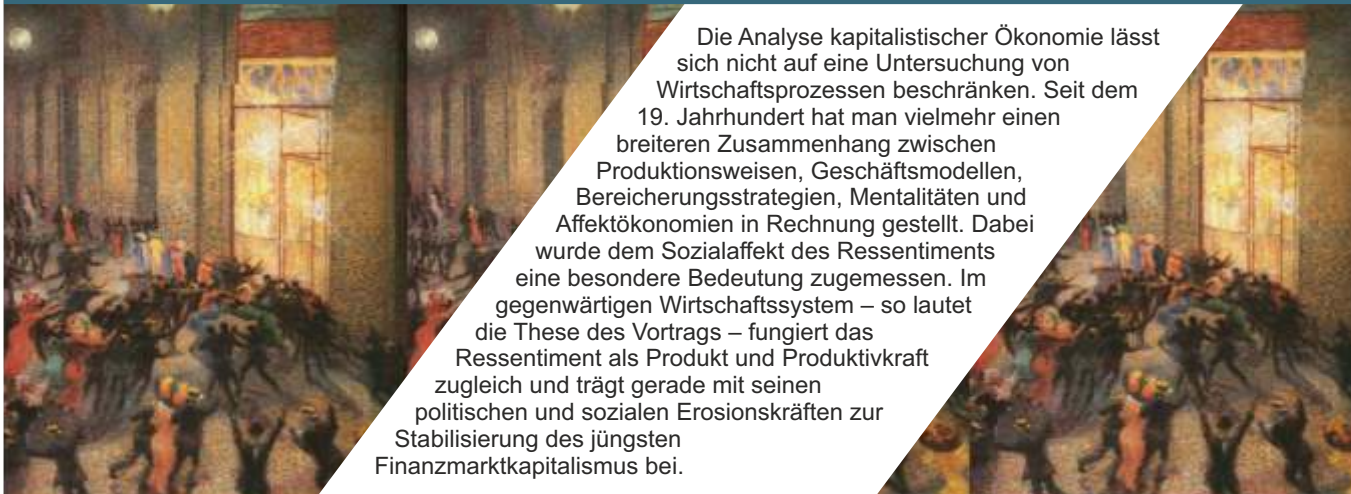 Die Analyse kapitalistischer Ökonomie lässt
sich nicht auf eine Untersuchung von
Wirtschaftsprozessen beschränken. Seit dem
19. Jahrhundert hat man vielmehr einen
breiteren Zusammenhang zwischen
Produktionsweisen, Geschäftsmodellen,
Bereicherungsstrategien, Mentalitäten und
Affektökonomien in Rechnung gestellt. Dabei
wurde dem Sozialaffekt des Ressentiments
eine besondere Bedeutung zugemessen. Im
gegenwärtigen Wirtschaftssystem – so lautet
die These des Vortrags – fungiert das
Ressentiment als Produkt und Produktivkraft
zugleich und trägt gerade mit seinen
politischen und sozialen Erosionskräften zur
Stabilisierung des jüngsten
Finanzmarktkapitalismus bei.